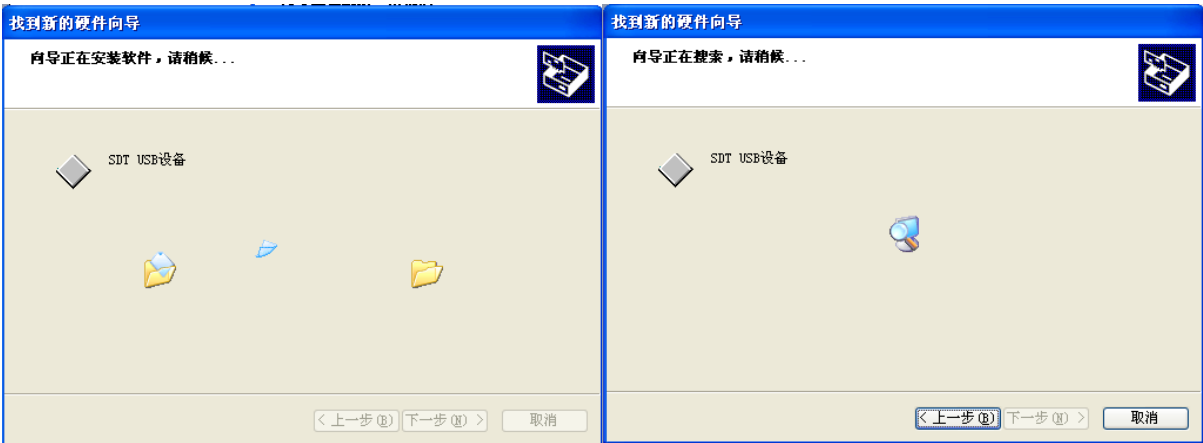 找到新的硬件向导
向导正在安装软件，请稍候...
SDT USB设备
< 上一步(B) 下一步(N) > 取消
找到新的硬件向导
向导正在搜索，请稍候...
SDT USB设备
< 上一步(B) 下一步(N) > 取消